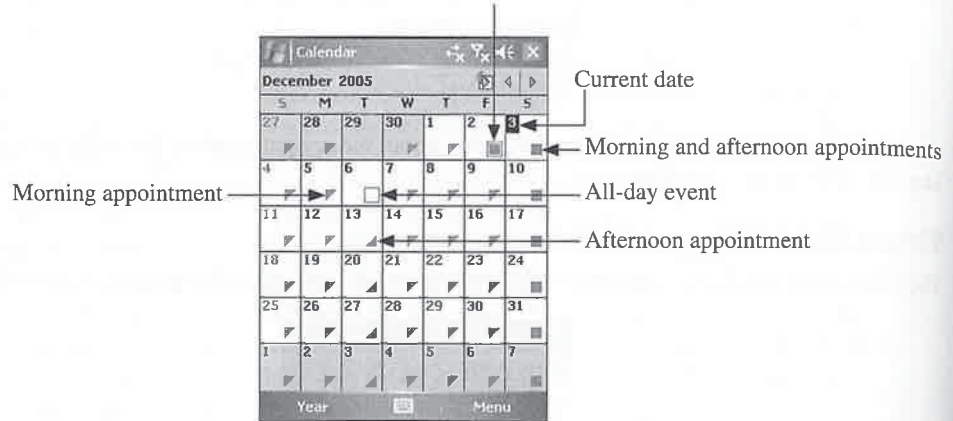 Calendar
December 2005
S M T W T F S
27 28 29 30 1 2 3
4 5 6 7 8 9 10
11 12 13 14 15 16 17
18 19 20 21 22 23 24
25 26 27 28 29 30 31
1 2 3 4 5 6 7
Year Menu
Current date
Morning and afternoon appointments
Morning appointment
All-day event
Afternoon appointment